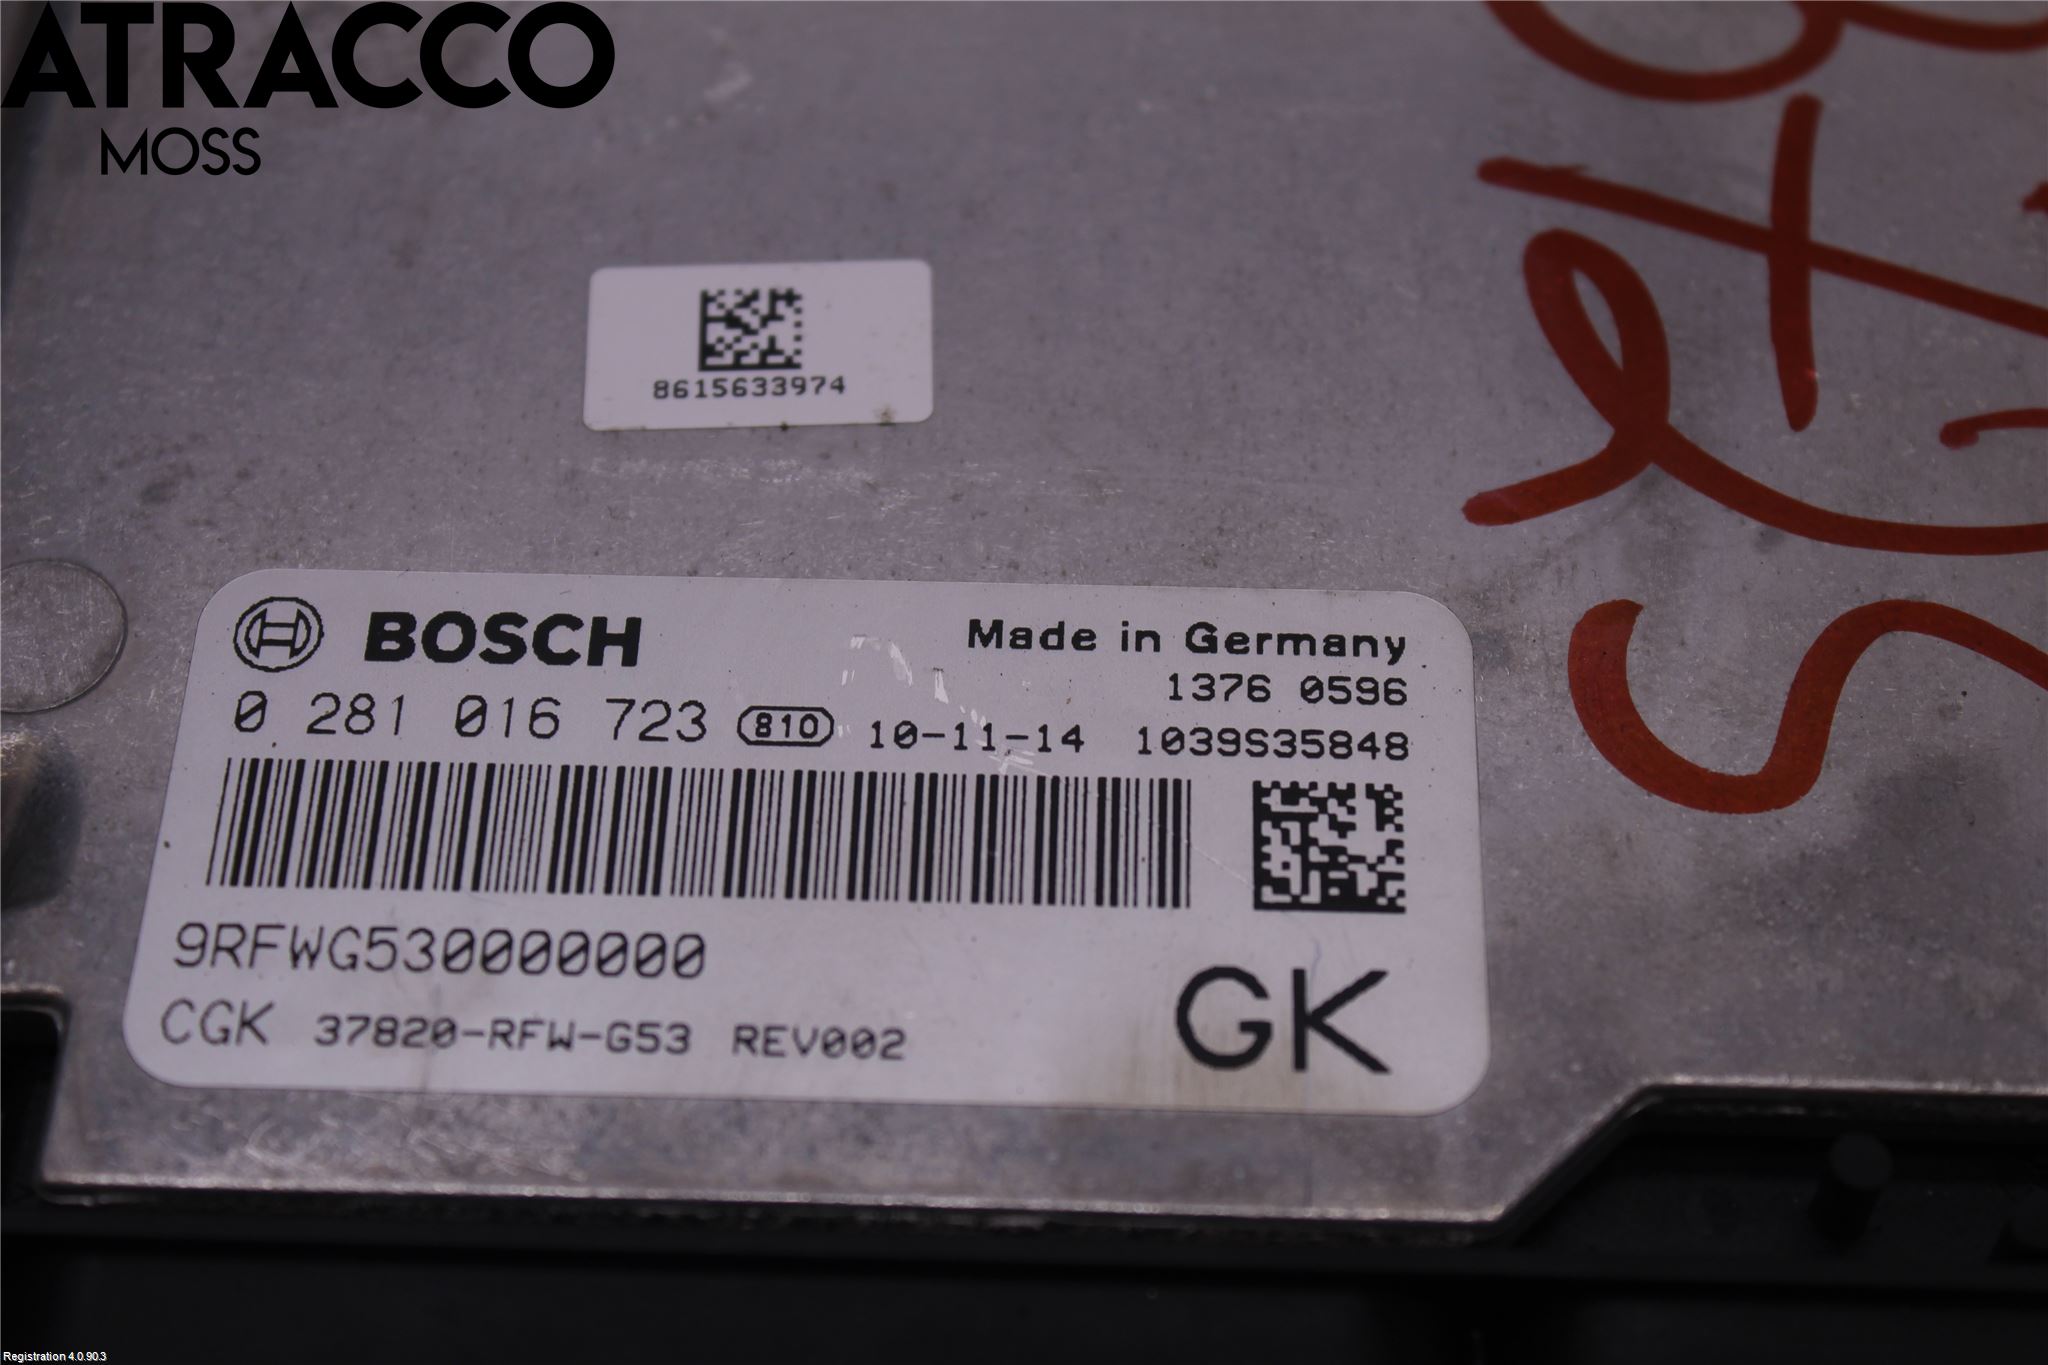 ATRACCO
MOSS
8615633974
BOSCH
Made in Germany
1376 0596
0 281 016 723 810 10-11-14 1039S35848
9RFWG530000000
CGK 37820-RFW-G53 REV002
GK
Registration 4.0.90.3